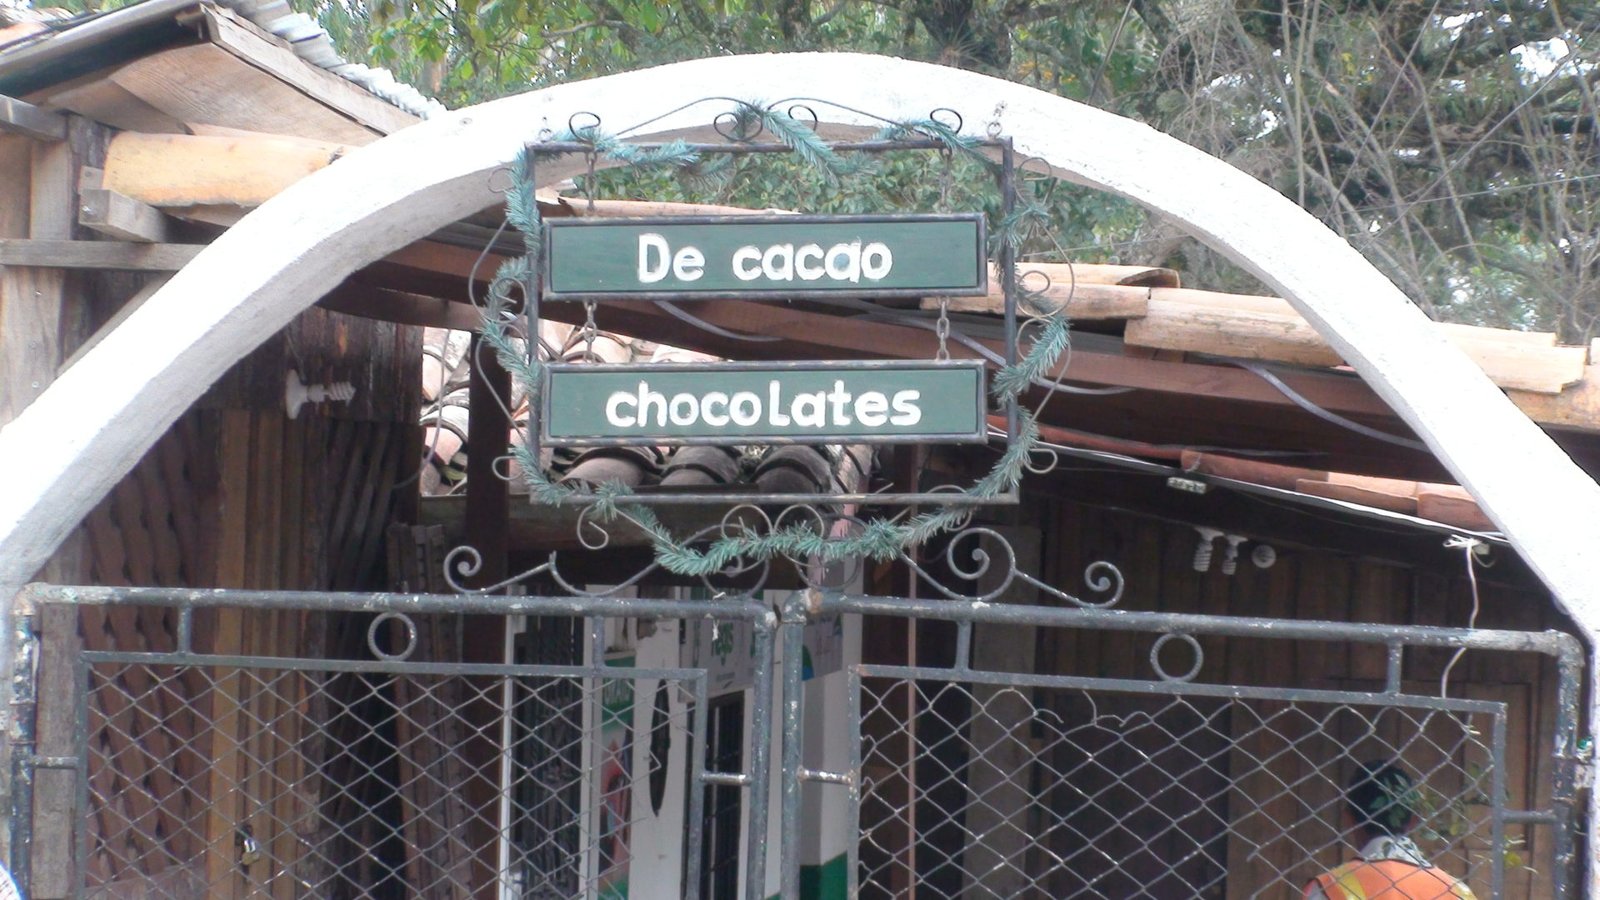 De cacao
chocolates